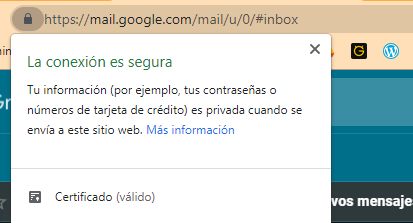 https://mail.google.com/mail/u/0/#inbox
La conexión es segura
Tu información (por ejemplo, tus contraseñas o
números de tarjeta de crédito) es privada cuando se
envía a este sitio web. Más información
Certificado (válido)
vos mensaje